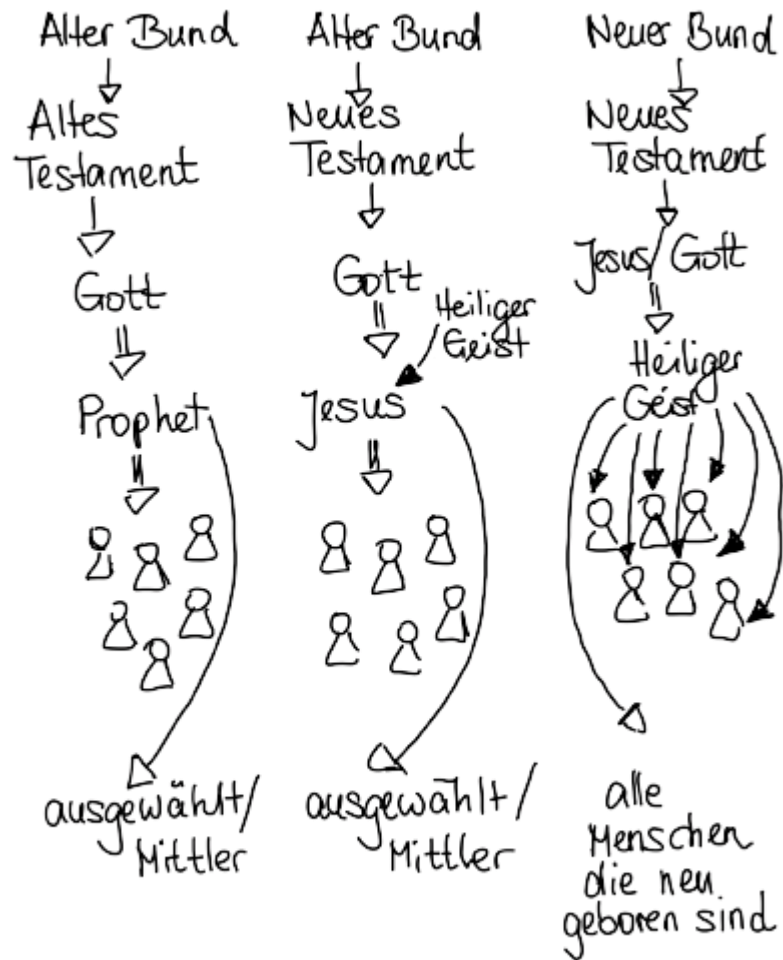 Alter Bund
Altes
Testament
Gott
Prophet
ausgewählt/
Mittler
Alter Bund
Neues
Testament
Gott
Heiliger
Geist
Jesus
ausgewählt/
Mittler
Neuer Bund
Neues
Testament
Jesus/Gott
Heiliger
Geist
alle
Menschen
die neu
geboren sind